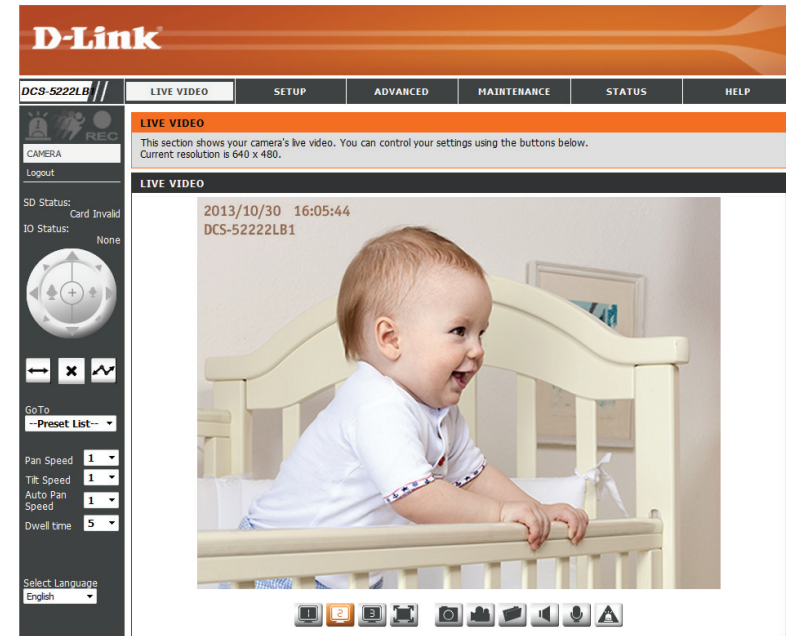 D-Link
DCS-5222LB1
LIVE VIDEO SETUP ADVANCED MAINTENANCE STATUS HELP
REC
CAMERA
Logout
SD Status:
Card Invalid
IO Status:
None
GoTo
--Preset List--
Pan Speed 1
Tilt Speed 1
Auto Pan
Speed 1
Dwell time 5
Select Language
English
LIVE VIDEO
This section shows your camera's live video. You can control your settings using the buttons below.
Current resolution is 640 x 480.
LIVE VIDEO
2013/10/30 16:05:44
DCS-52222LB1
1 2 3